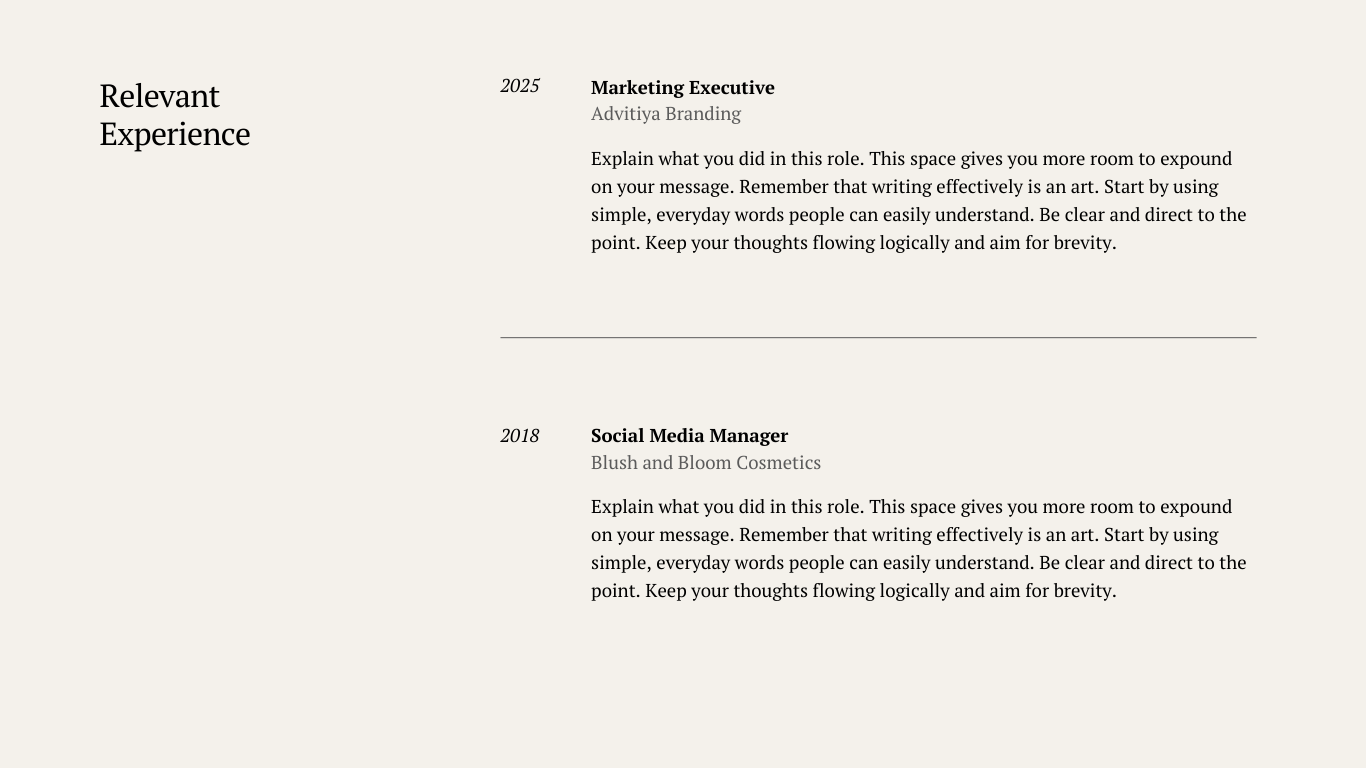 Relevant
Experience
2025
Marketing Executive
Advitiya Branding
Explain what you did in this role. This space gives you more room to expound
on your message. Remember that writing effectively is an art. Start by using
simple, everyday words people can easily understand. Be clear and direct to the
point. Keep your thoughts flowing logically and aim for brevity.
2018
Social Media Manager
Blush and Bloom Cosmetics
Explain what you did in this role. This space gives you more room to expound
on your message. Remember that writing effectively is an art. Start by using
simple, everyday words people can easily understand. Be clear and direct to the
point. Keep your thoughts flowing logically and aim for brevity.